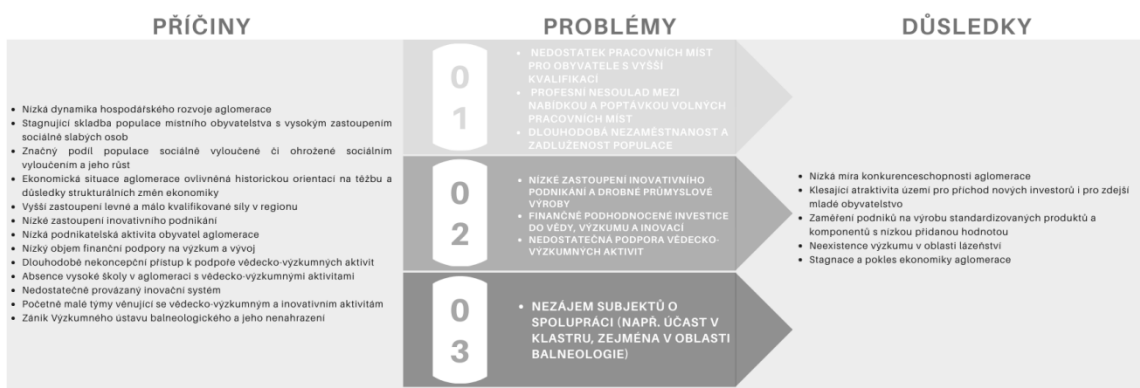 PŘÍČINY
• Nízká dynamika hospodářského rozvoje aglomerace
• Stagnující skladba populace místního obyvatelstva s vysokým zastoupením
sociálně slabých osob
• Značný podíl populace sociálně vyloučené či ohrožené sociálním
vyloučením a jeho růst
• Ekonomická situace aglomerace ovlivněná historickou orientací na těžbu a
důsledky strukturálních změn ekonomiky
• Vyšší zastoupení levné a málo kvalifikované síly v regionu
• Nízké zastoupení inovativního podnikání
• Nízká podnikatelská aktivita obyvatel aglomerace
• Nízký objem finanční podpory na výzkum a vývoj
• Dlouhodobě nekoncepční přístup k podpoře vědecko-výzkumných aktivit
• Absence vysoké školy v aglomeraci s vědecko-výzkumnými aktivitami
• Nedostatečně provázaný inovační systém
• Početně malé týmy věnující se vědecko-výzkumným a inovativním aktivitám
• Zánik Výzkumného ústavu balneologického a jeho nenahrazení
PROBLÉMY
0
1
• NEDOSTATEK PRACOVNÍCH MÍST
PRO OBYVATELE S VYŠŠÍ
KVALIFIKACÍ
• PROFESNÍ NESOULAD MEZI
NABÍDKOU A POPTÁVKOU VOLNÝCH
PRACOVNÍCH MÍST
• DLOUHODOBÁ NEZAMĚSTNANOST A
ZADLUŽENOST POPULACE
0
2
• NÍZKÉ ZASTOUPENÍ INOVATIVNÍHO
PODNIKÁNÍ A DROBNÉ PRŮMYSLOVÉ
VÝROBY
• FINANČNĚ PODHODNOCENÉ INVESTICE
DO VĚDY, VÝZKUMU A INOVACÍ
• NEDOSTATEČNÁ PODPORA VĚDECKO-
VÝZKUMNÝCH AKTIVIT
0
3
• NEZÁJEM SUBJEKTŮ O
SPOLUPRÁCI (NAPŘ. ÚČAST V
KLASTRU, ZEJMÉNA V OBLASTI
BALNEOLOGIE)
DŮSLEDKY
• Nízká míra konkurenceschopnosti aglomerace
• Klesající atraktivita území pro příchod nových investorů i pro zdejší
mladé obyvatelstvo
• Zaměření podniků na výrobu standardizovaných produktů a
komponentů s nízkou přidanou hodnotou
• Neexistence výzkumu v oblasti lázeňství
• Stagnace a pokles ekonomiky aglomerace